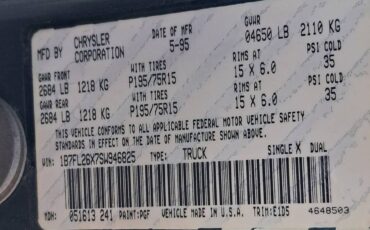 MFD BY CHRYSLER CORPORATION
DATE OF MFR 5-95
GVWR 04650 LB 2110 KG
GAWR FRONT WITH TIRES RIMS AT PSI COLD
2684 LB 1218 KG P195/75R15 15 X 6.0 35
GAWR REAR WITH TIRES RIMS AT PSI COLD
2684 LB 1218 KG P195/75R15 15 X 6.0 35
THIS VEHICLE CONFORMS TO ALL APPLICABLE FEDERAL MOTOR VEHICLE SAFETY
STANDARDS IN EFFECT ON THE DATE OF MANUFACTURE SHOWN ABOVE.
VIN: 1B7FL26X7SW946825 TYPE: TRUCK SINGLE X DUAL
MDH: 051613 241 PAINT: PGF VEHICLE MADE IN U.S.A. TRIM: E1D5 4648503